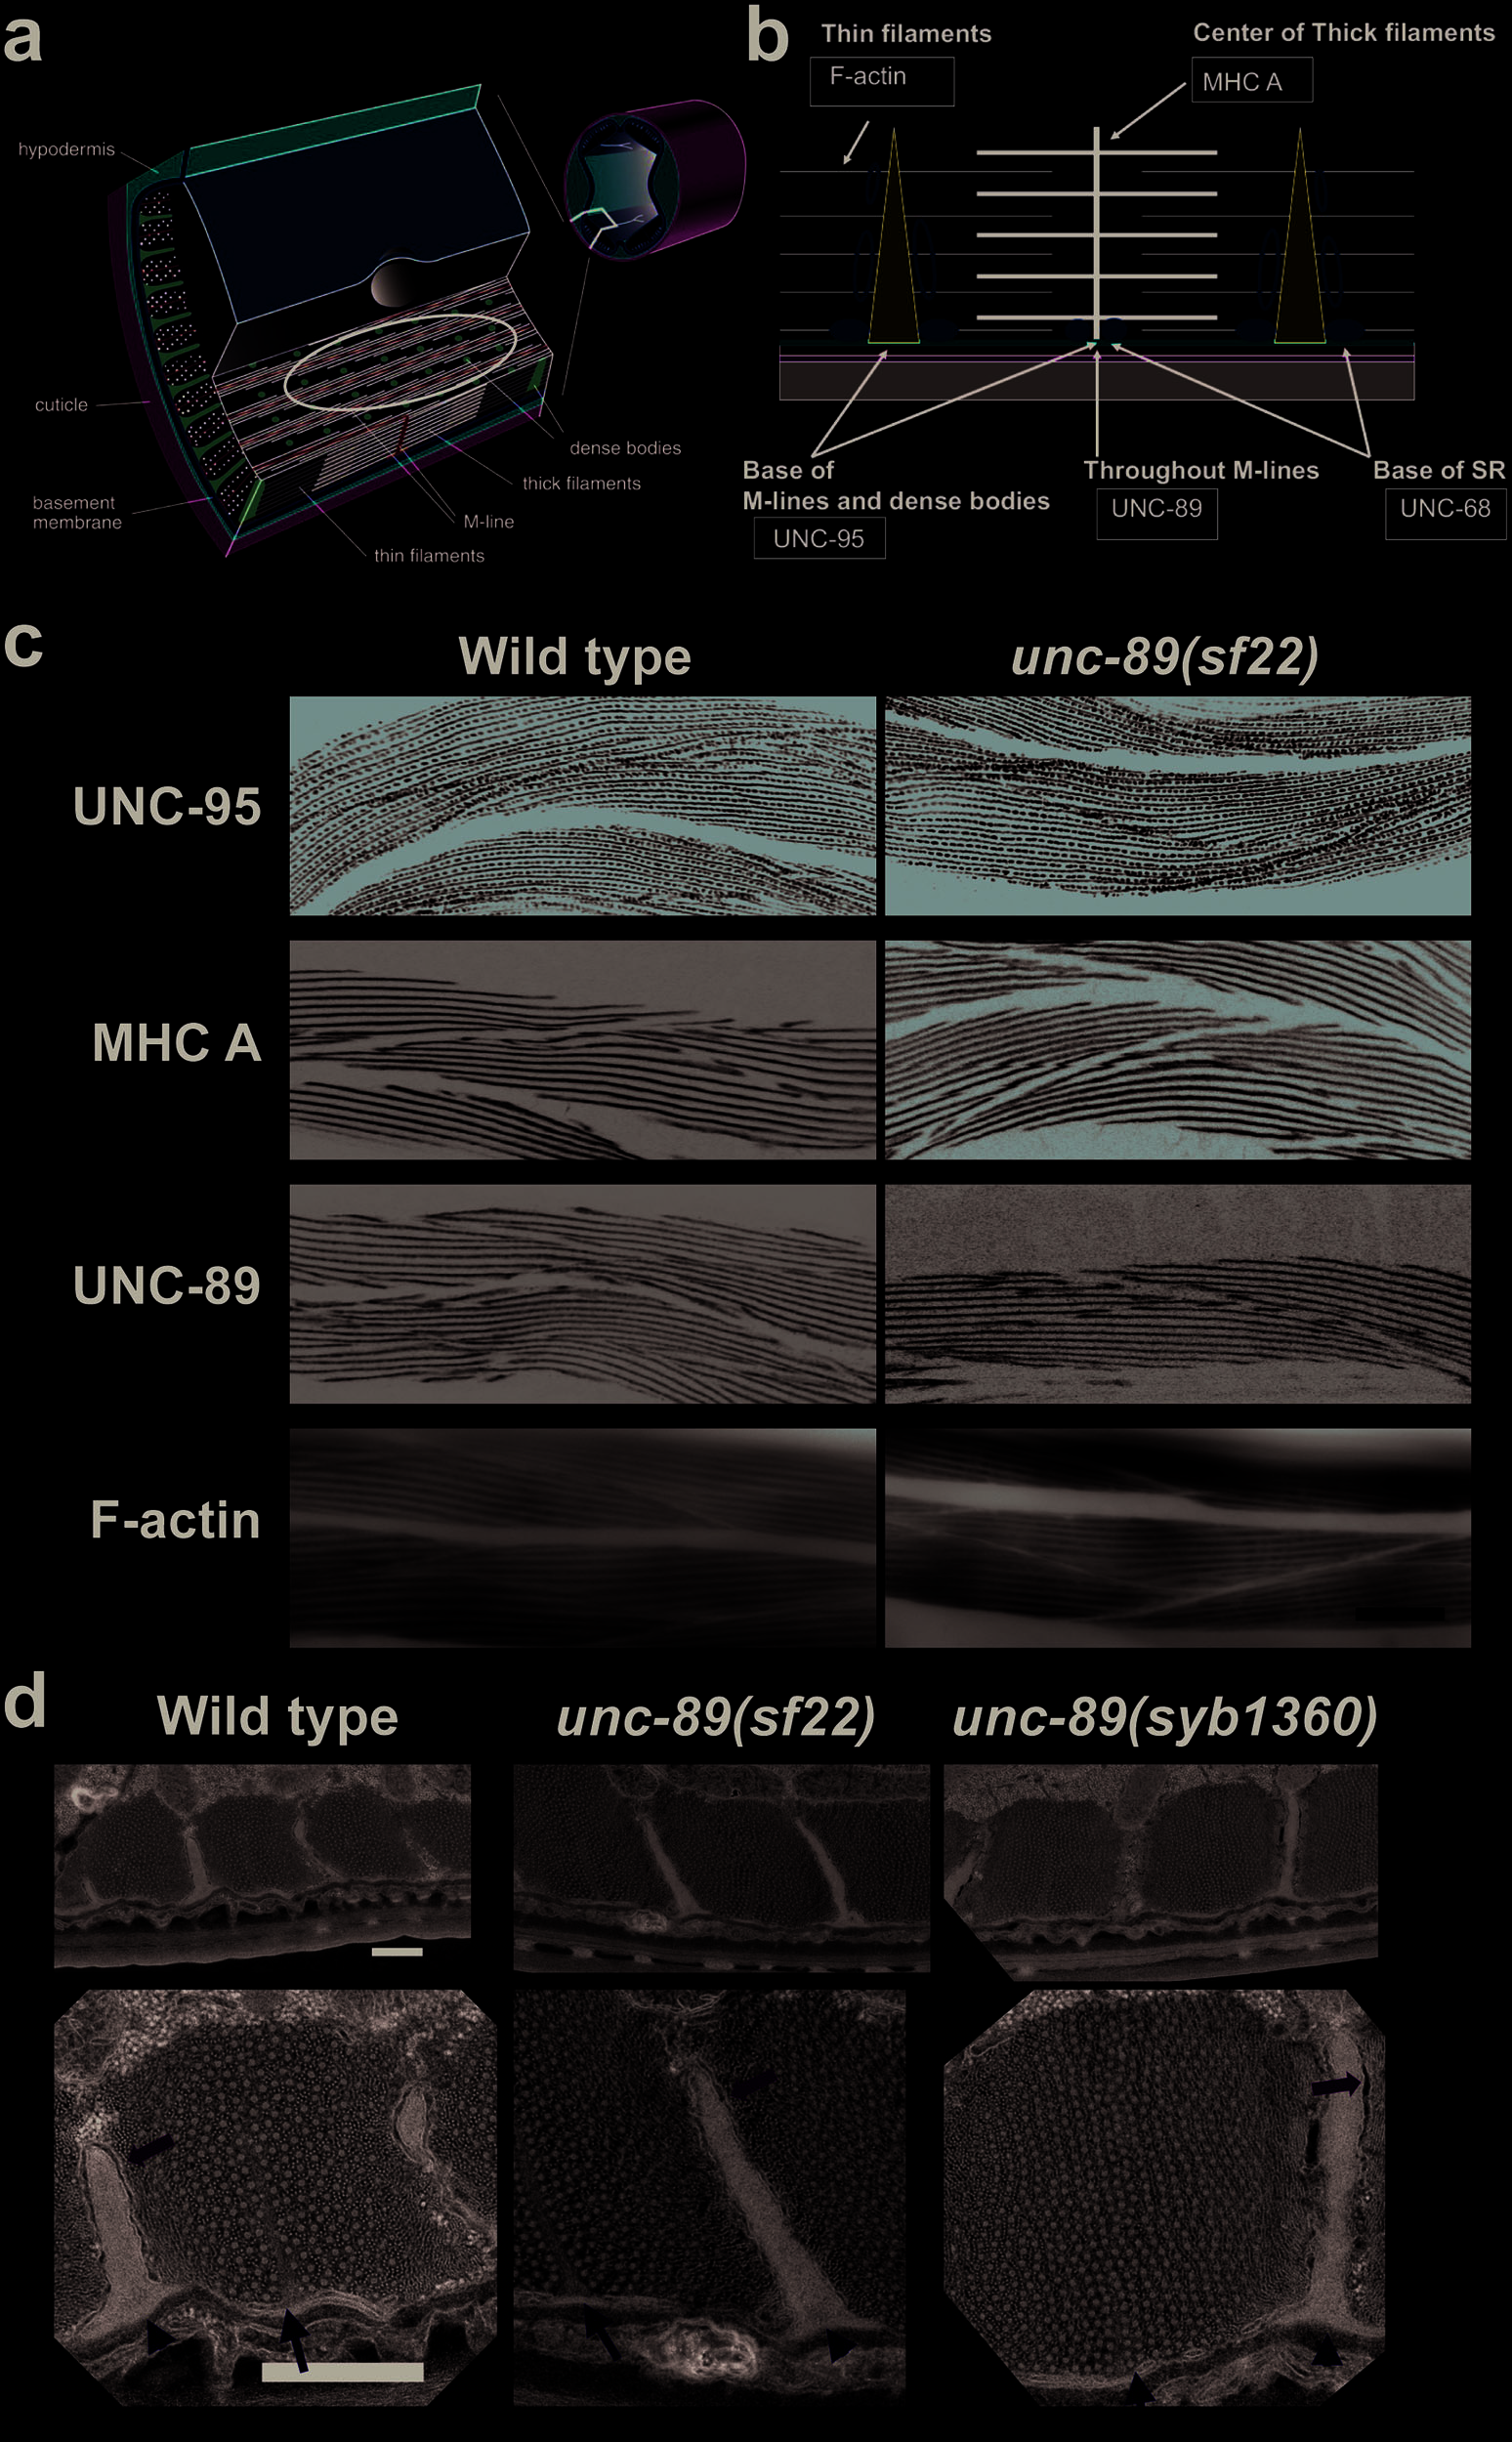 a
hypodermis
cuticle
basement
membrane
dense bodies
thick filaments
M-line
thin filaments
b
Thin filaments
F-actin
Center of Thick filaments
MHC A
Base of
M-lines and dense bodies
UNC-95
Throughout M-lines
UNC-89
Base of SR
UNC-68
c
Wild type
unc-89(sf22)
UNC-95
MHC A
UNC-89
F-actin
d
Wild type
unc-89(sf22)
unc-89(syb1360)